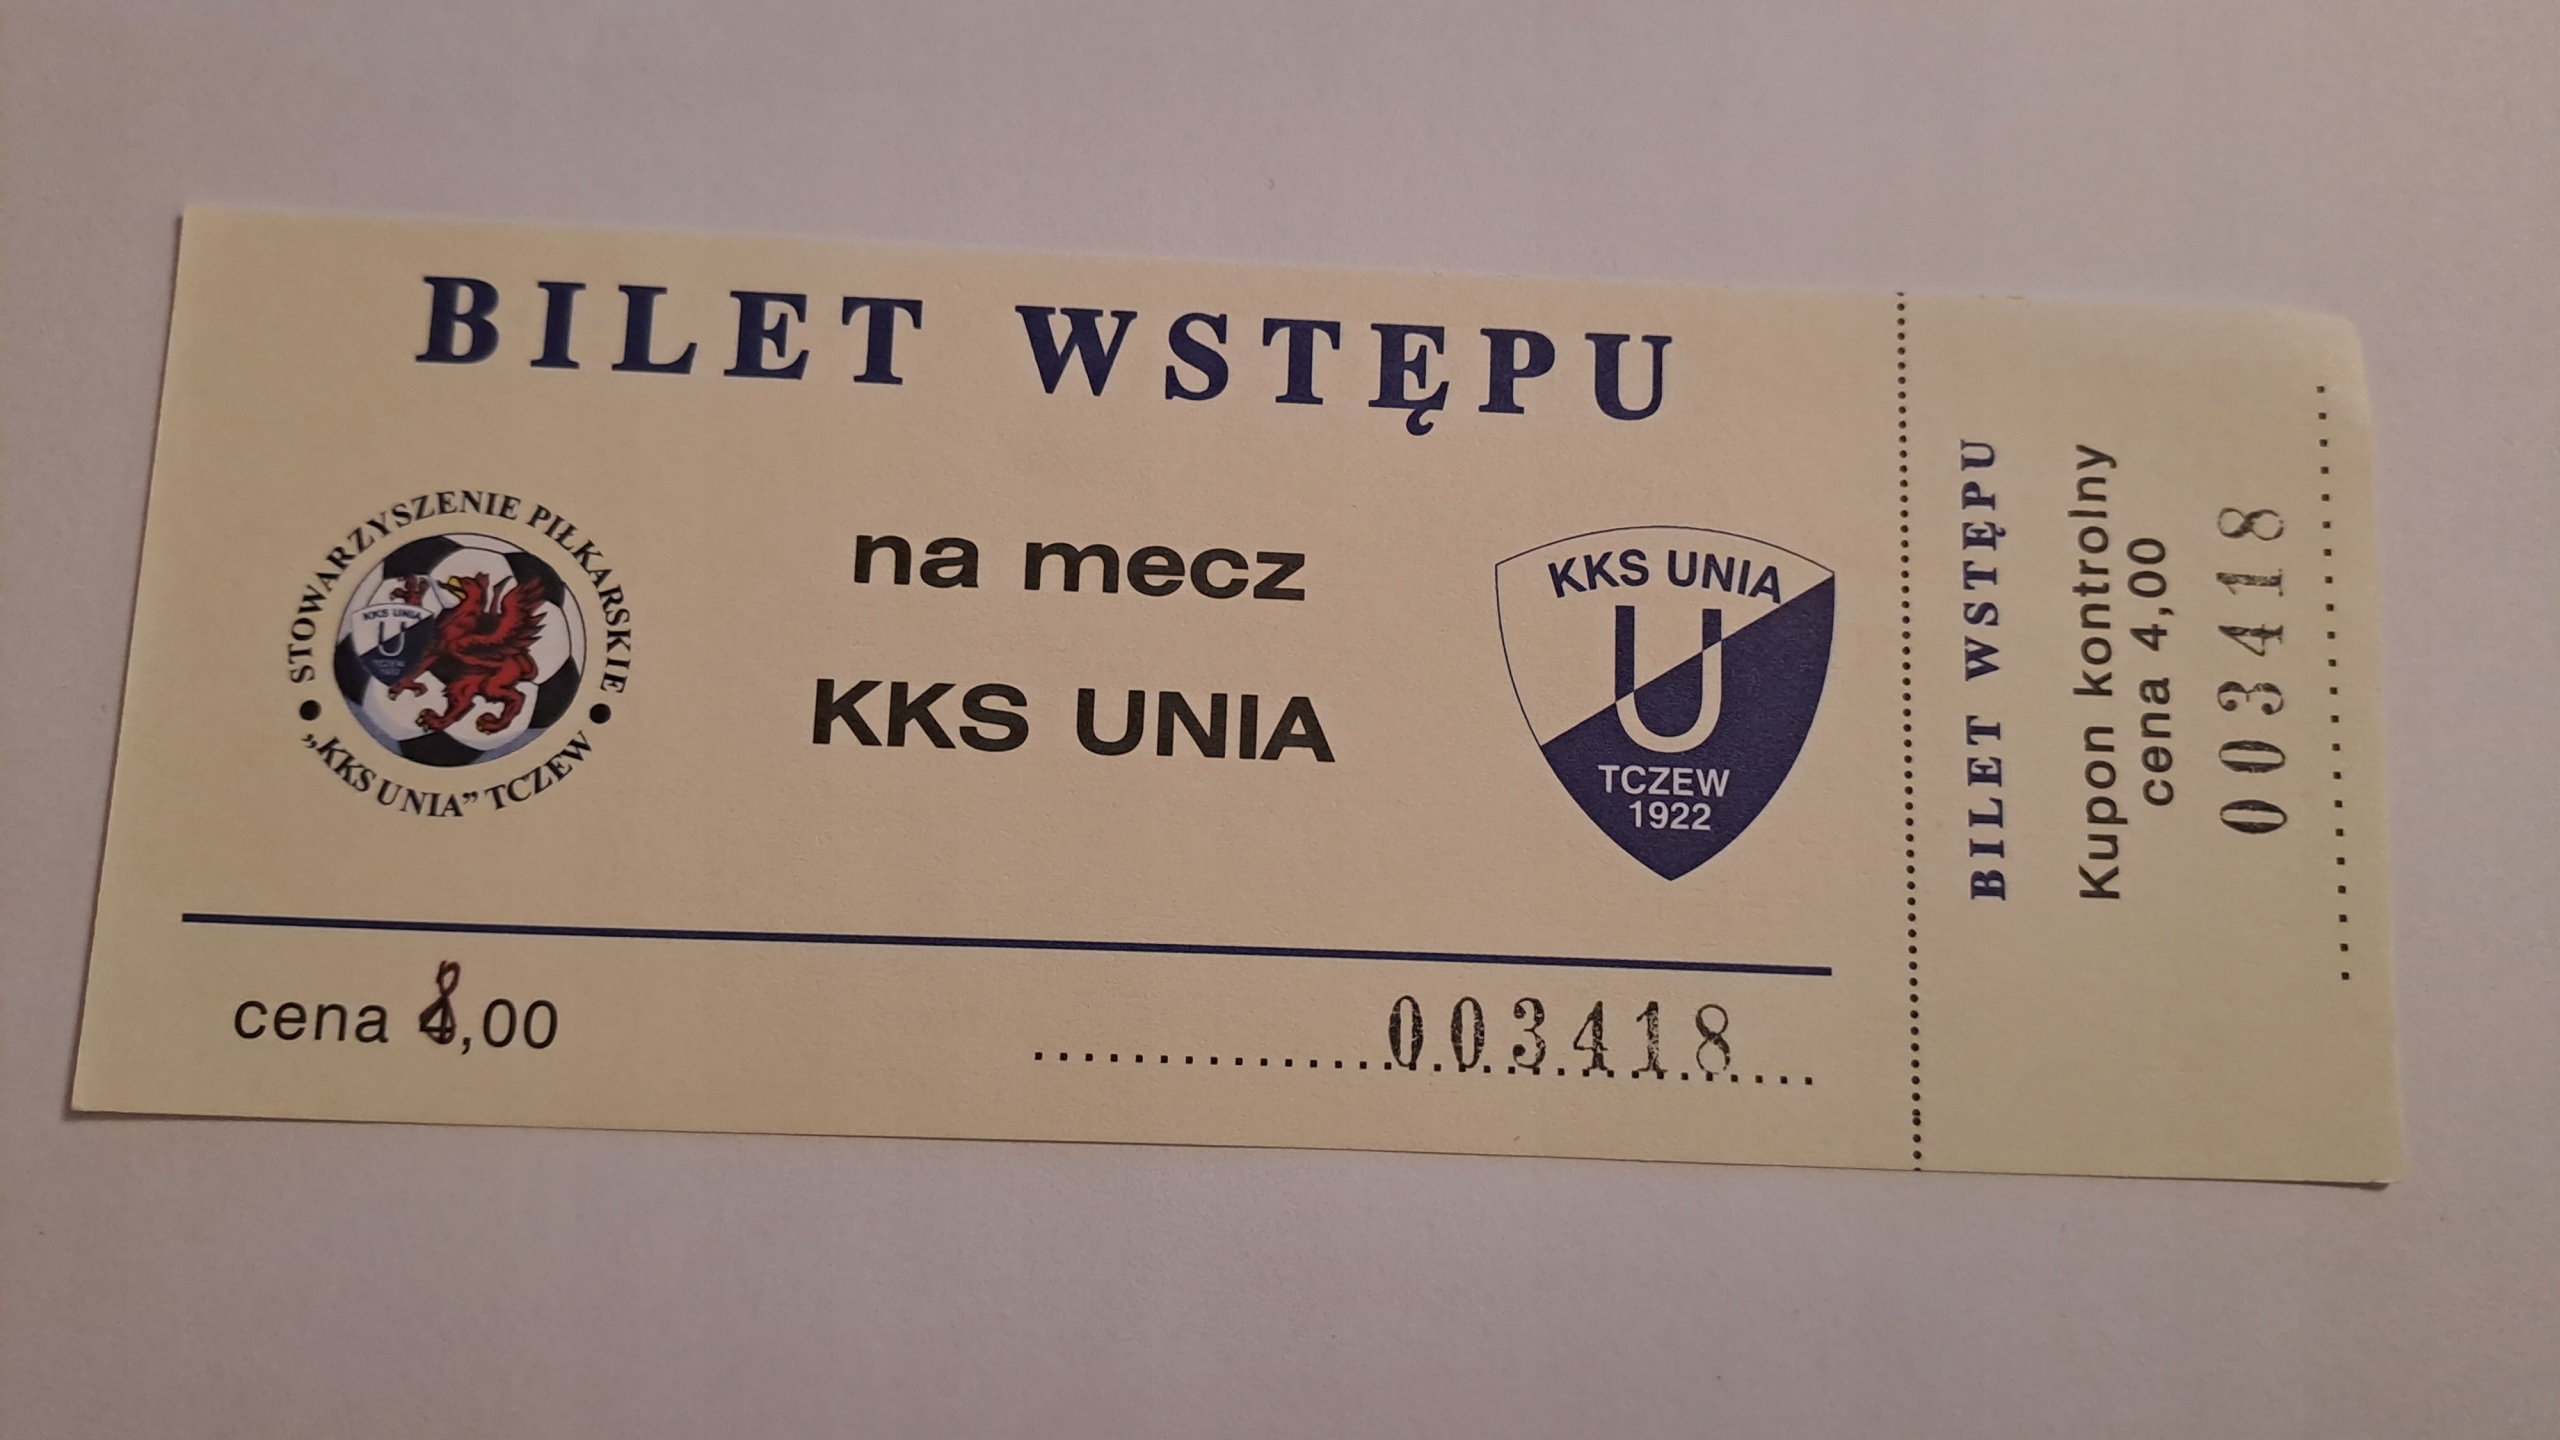 BILET WSTĘPU
STOWARZYSZENIE PIŁKARSKIE
„KKS UNIA” TCZEW
KKS UNIA
U
TCZEW
1922
na mecz
KKS UNIA
KKS UNIA
U
TCZEW
1922
cena 8,00
003418
BILET WSTĘPU
Kupon kontrolny
cena 4,00
003418